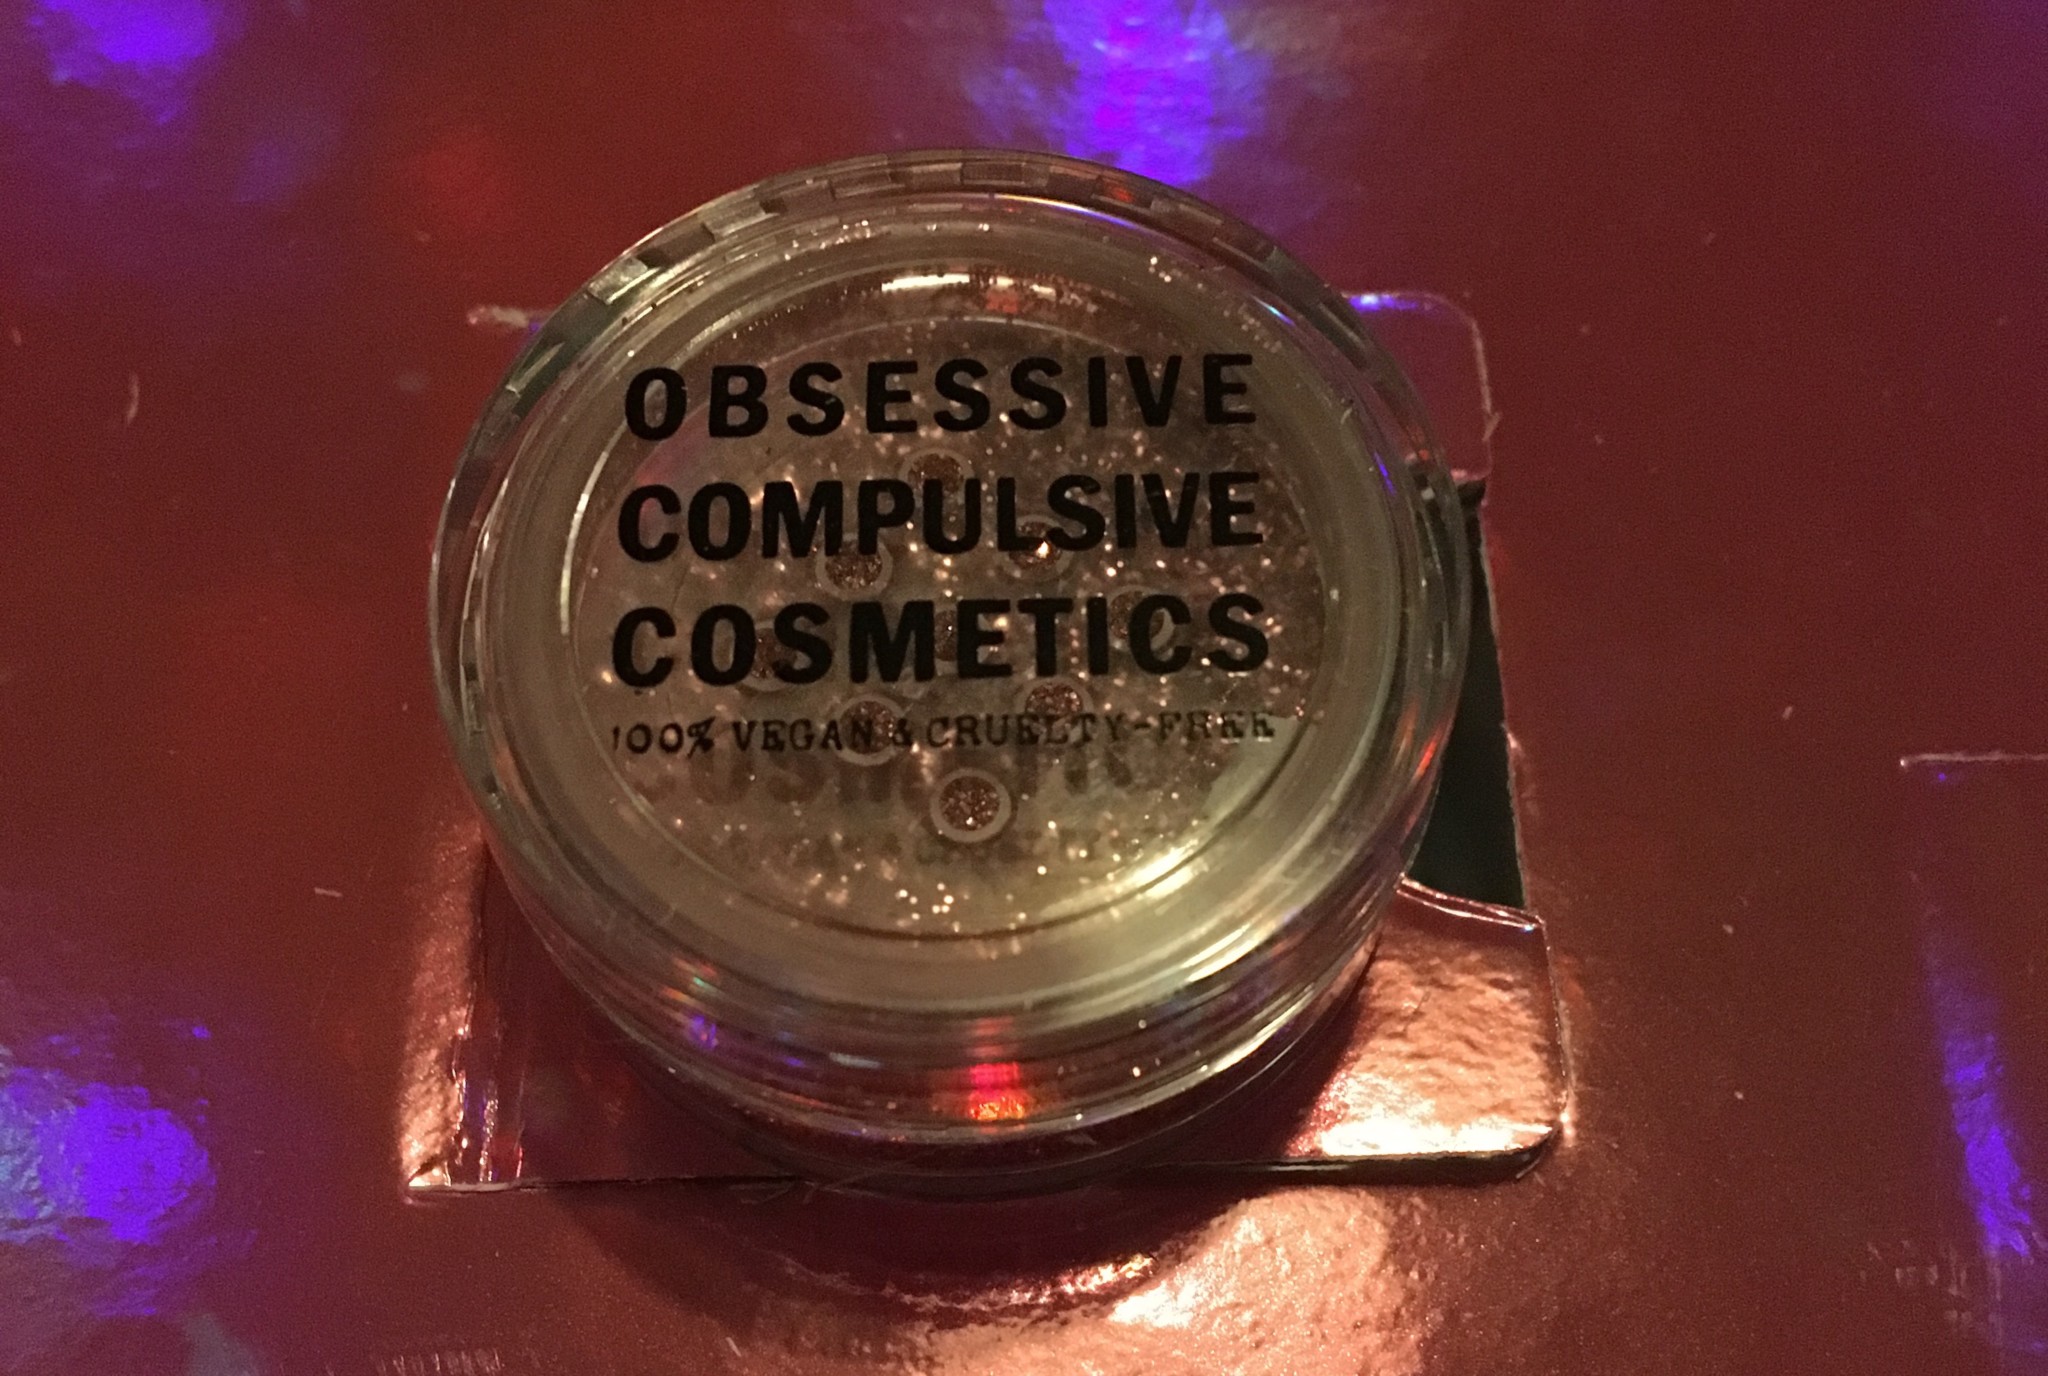 OBSESSIVE
COMPULSIVE
COSMETICS
100% VEGAN & CRUELTY-FREE